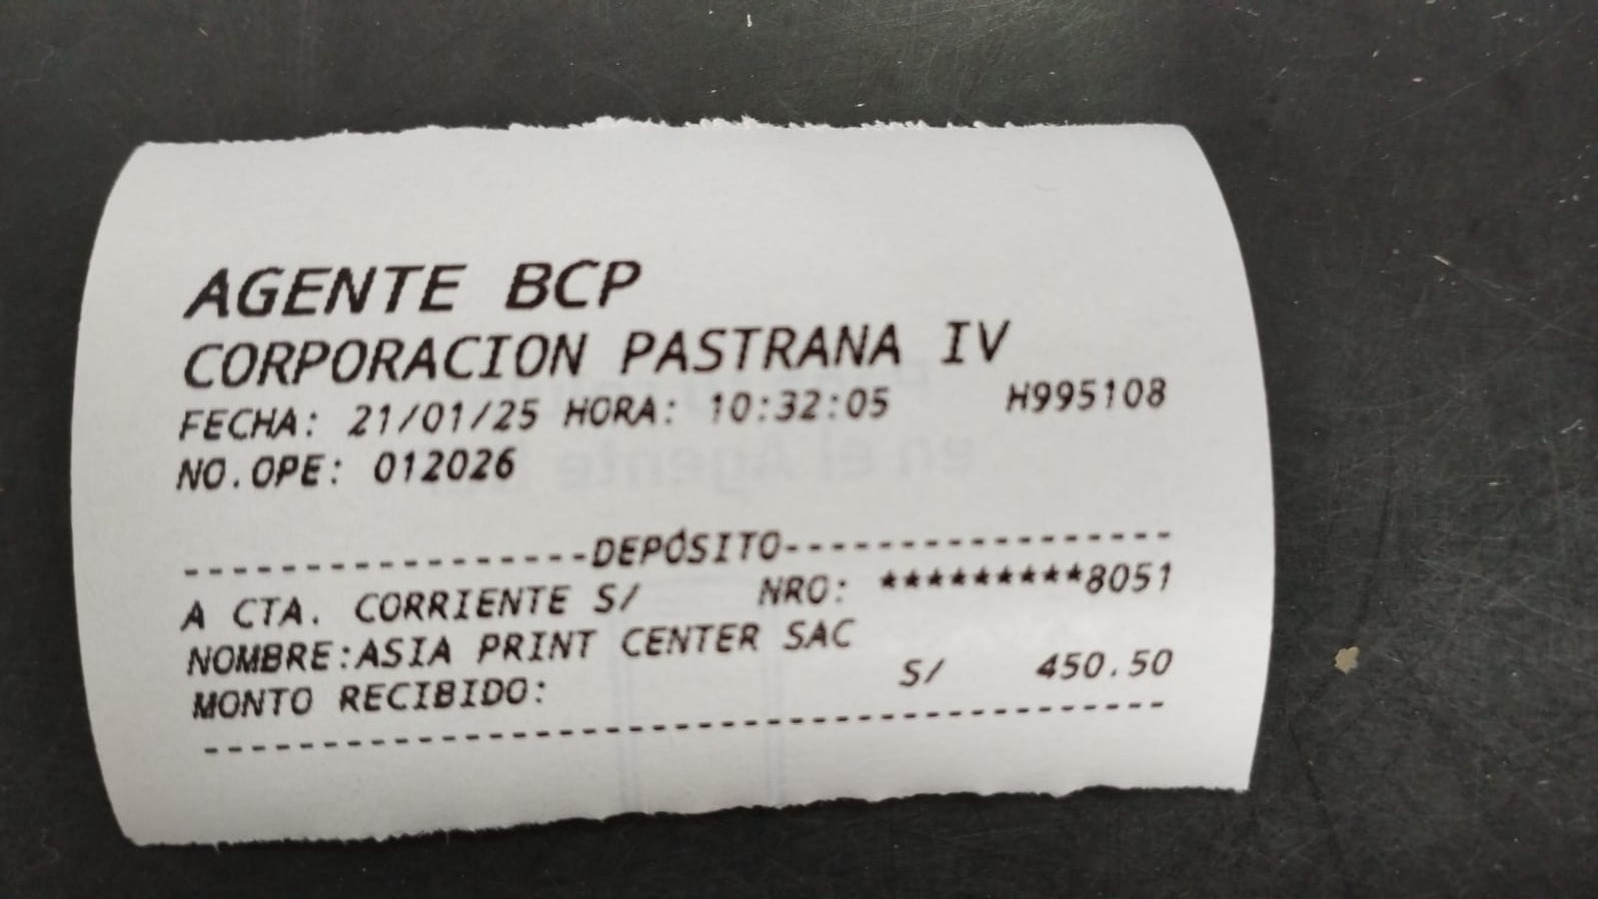 AGENTE BCP
CORPORACION PASTRANA IV
FECHA: 21/01/25 HORA: 10:32:05 H995108
NO.OPE: 012026
-----------------DEPÓSITO-----------------
A CTA. CORRIENTE S/ NRO: *********8051
NOMBRE:ASIA PRINT CENTER SAC
MONTO RECIBIDO: S/ 450.50
------------------------------------------